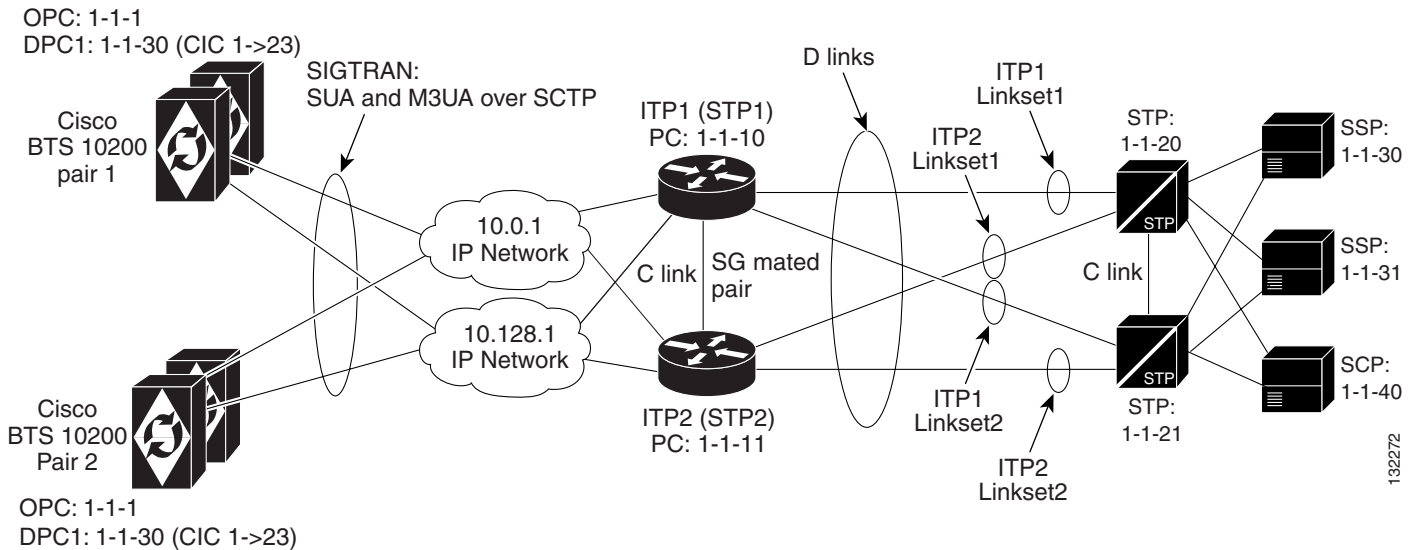 OPC: 1-1-1
DPC1: 1-1-30 (CIC 1->23)
Cisco
BTS 10200
pair 1
SIGTRAN:
SUA and M3UA over SCTP
10.0.1
IP Network
10.128.1
IP Network
Cisco
BTS 10200
Pair 2
OPC: 1-1-1
DPC1: 1-1-30 (CIC 1->23)
ITP1 (STP1)
PC: 1-1-10
C link
SG mated
pair
ITP2 (STP2)
PC: 1-1-11
D links
ITP2
Linkset1
ITP1
Linkset1
ITP1
Linkset2
ITP2
Linkset2
STP:
1-1-20
STP
C link
STP
STP:
1-1-21
SSP:
1-1-30
SSP:
1-1-31
SCP:
1-1-40
132272